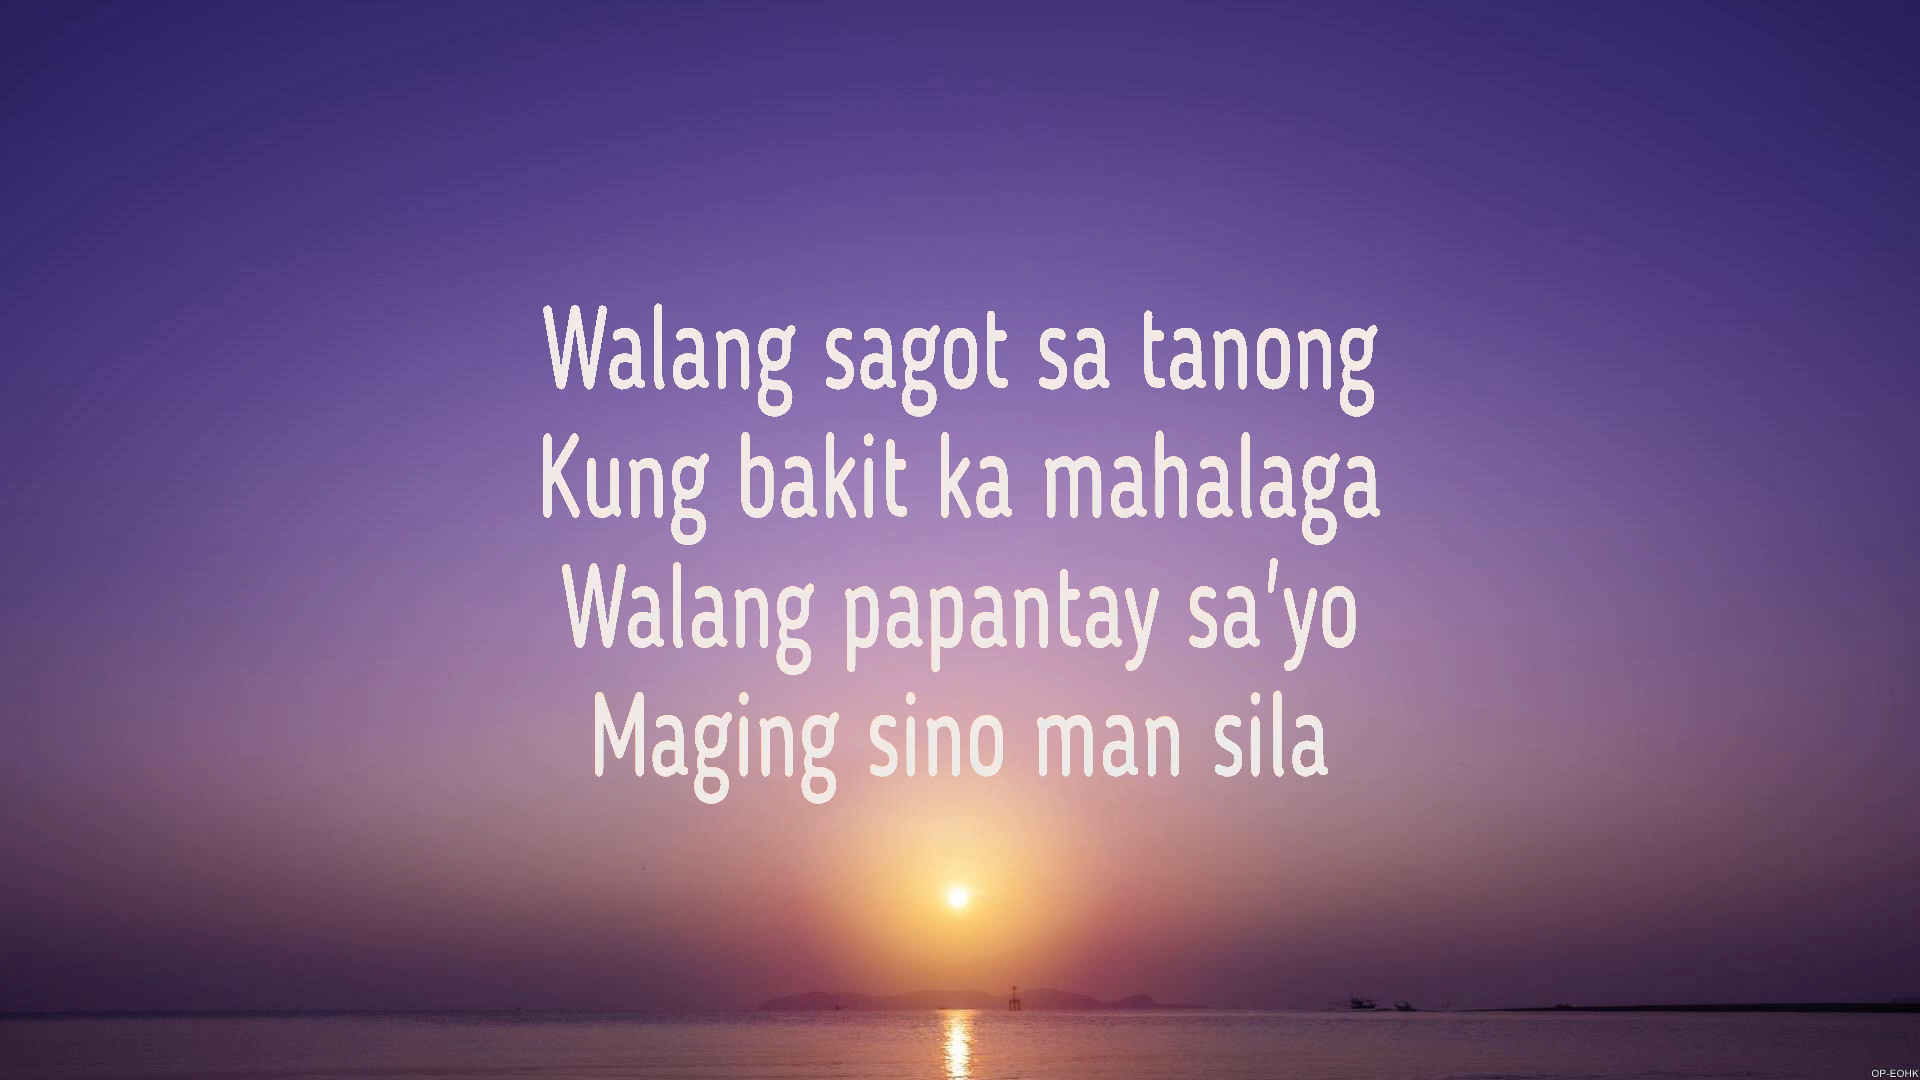 Walang sagot sa tanong
Kung bakit ka mahalaga
Walang papantay sa'yo
Maging sino man sila
OP-EOHK